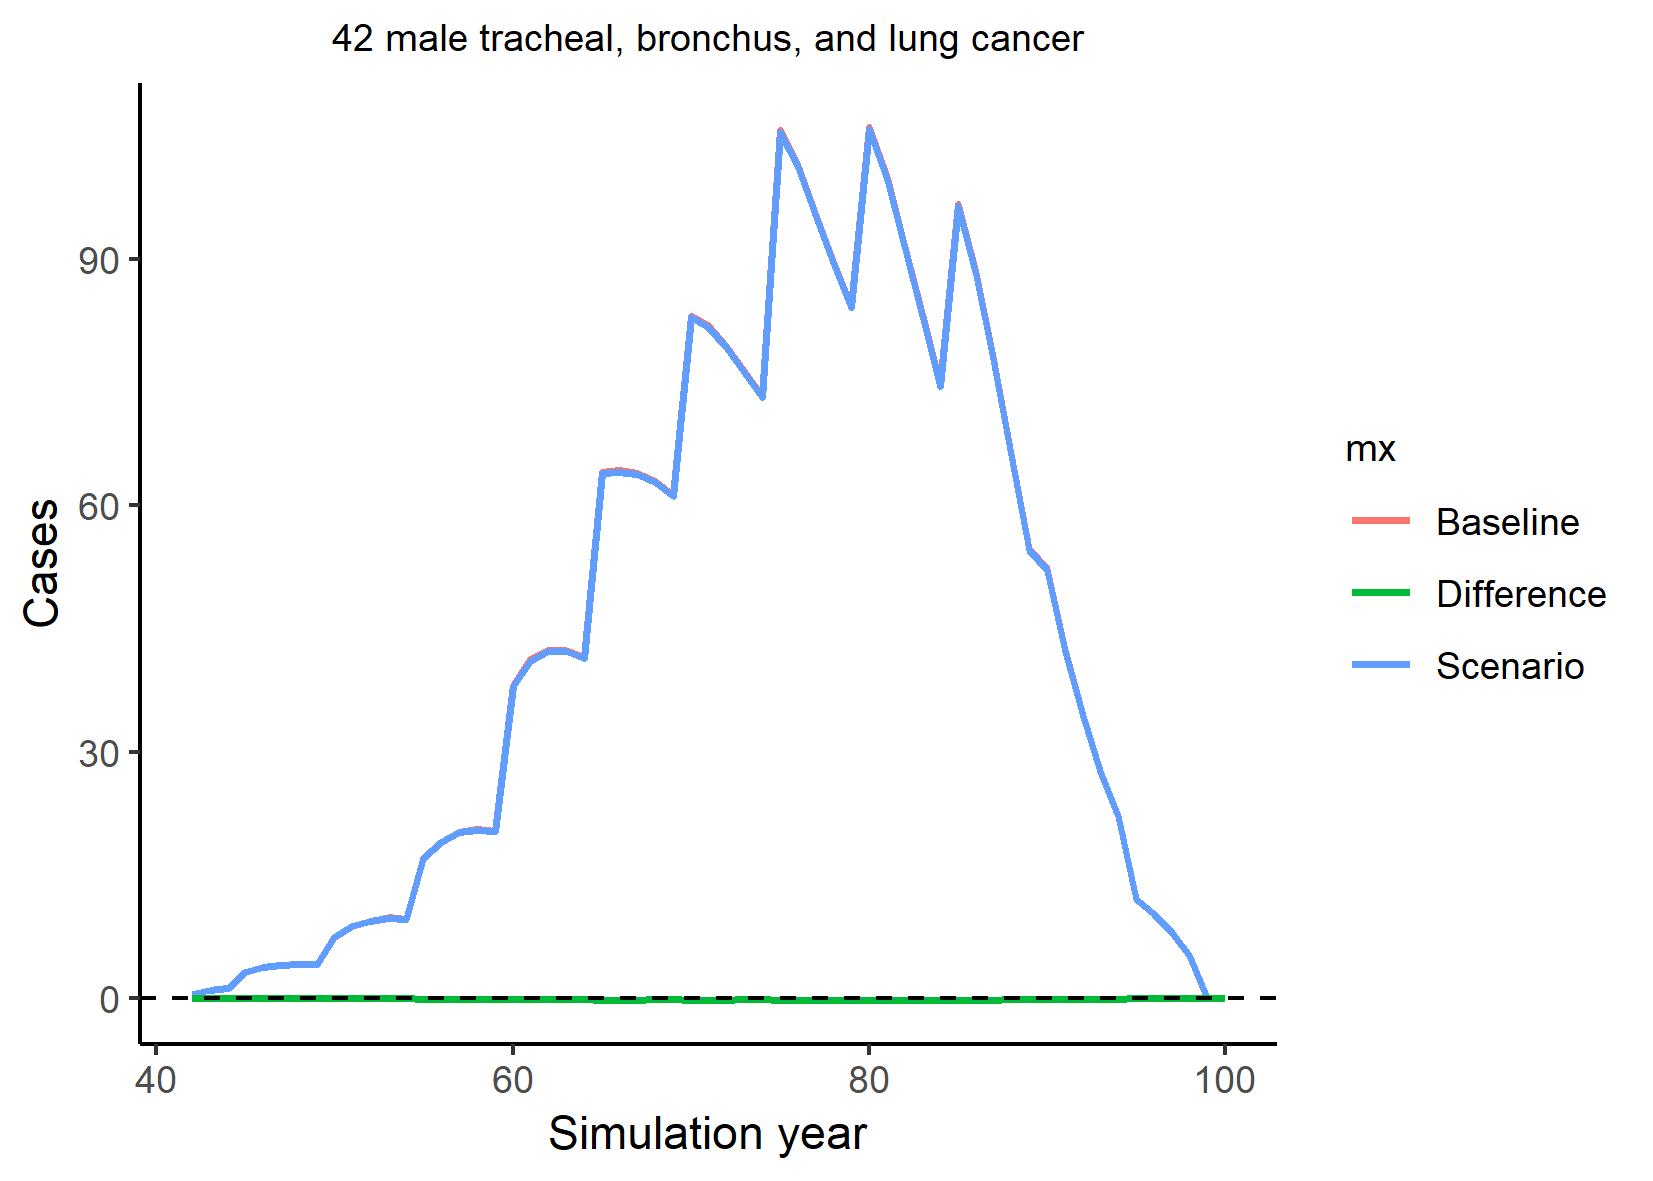 42 male tracheal, bronchus, and lung cancer
Cases
90
60
30
0
40
60
80
100
Simulation year
mx
Baseline
Difference
Scenario